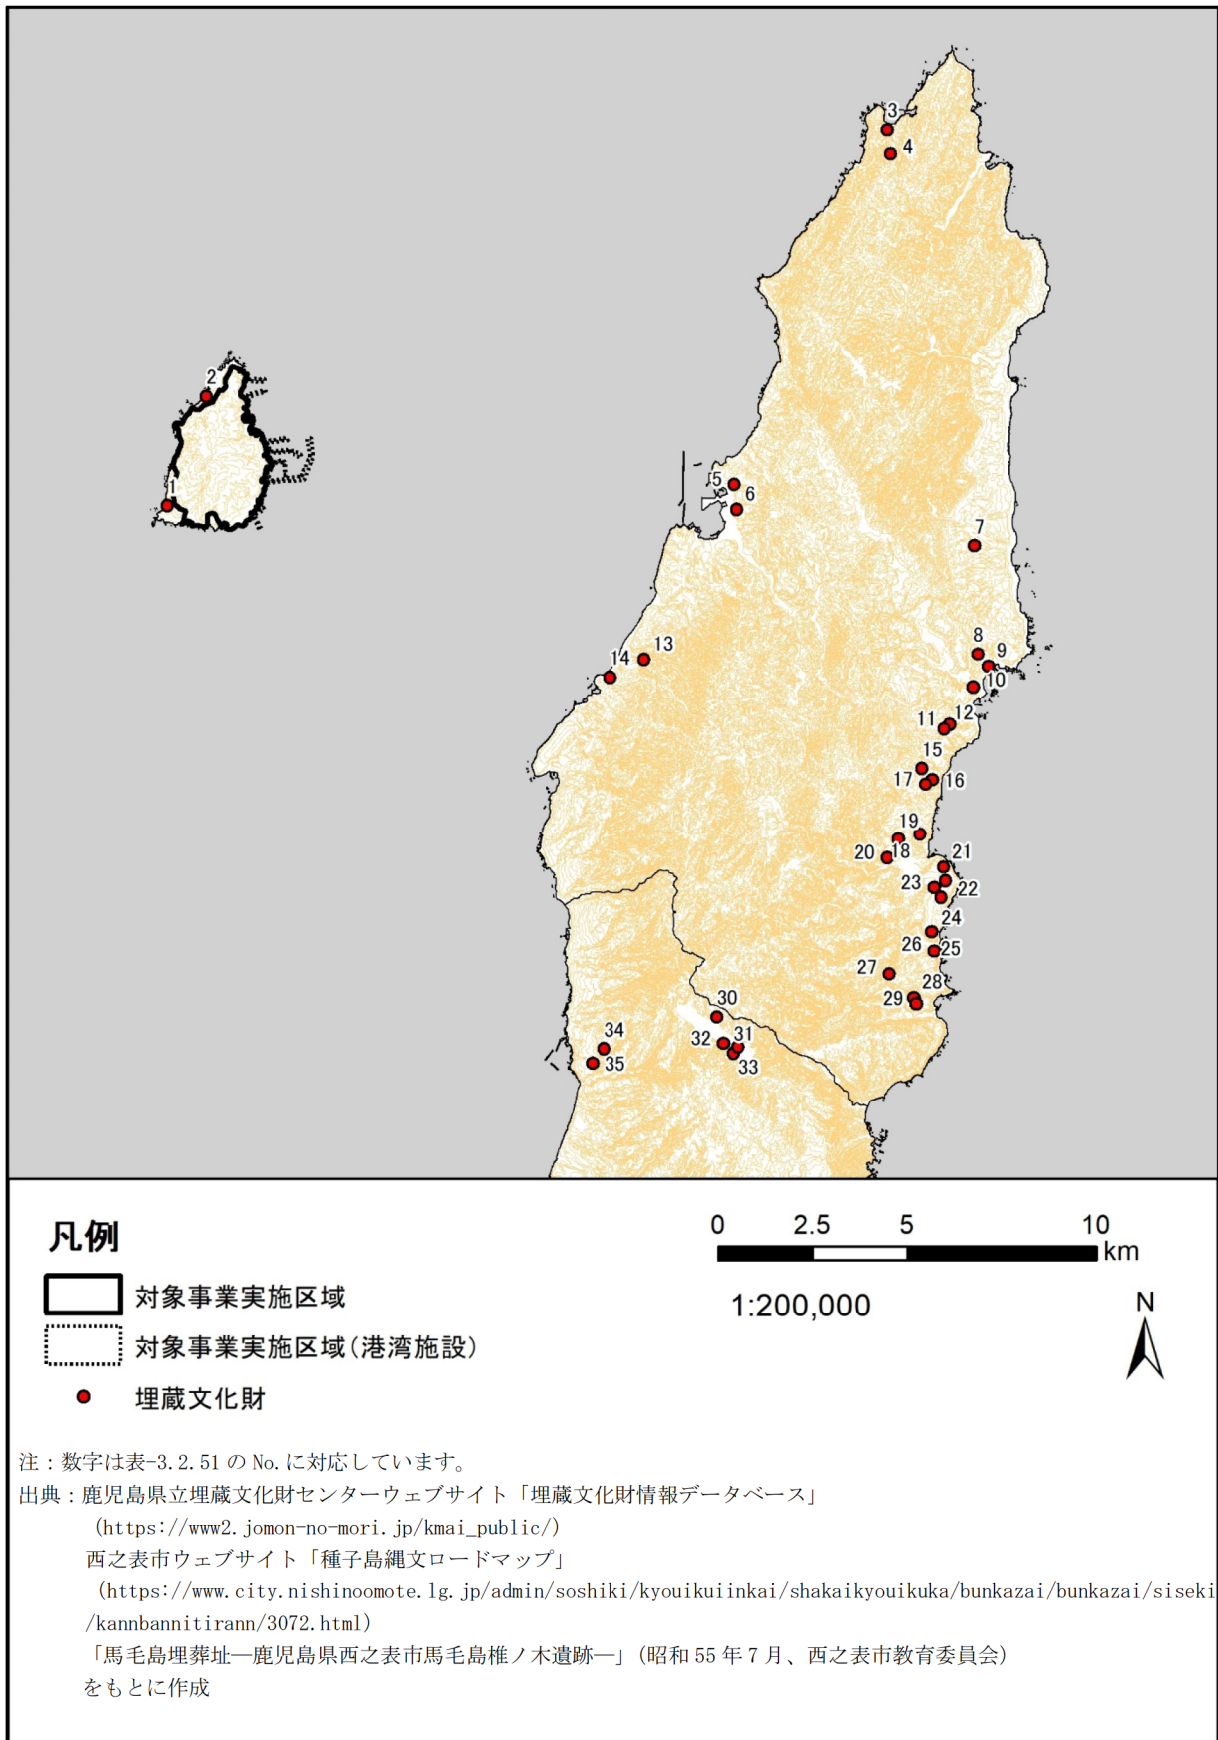 3
4
2
1
5
6
7
8
9
10
13
14
12
11
15
16
17
19
18
20
21
22
23
24
25
26
27
28
29
30
31
32
33
34
35
凡例
対象事業実施区域
対象事業実施区域(港湾施設)
埋蔵文化財
0 2.5 5 10
km
1:200,000
N
注：数字は表-3.2.51 の No.に対応しています。
出典：鹿児島県立埋蔵文化財センターウェブサイト「埋蔵文化財情報データベース」
(https://www2.jomon-no-mori.jp/kmai_public/)
西之表市ウェブサイト「種子島縄文ロードマップ」
(https://www.city.nishinoomote.lg.jp/admin/soshiki/kyouikuiinkai/shakaikyouikuka/bunkazai/bunkazai/siseki
/kannbannitirann/3072.html)
「馬毛島埋葬址―鹿児島県西之表市馬毛島椎ノ木遺跡―」(昭和 55 年 7 月、西之表市教育委員会)
をもとに作成